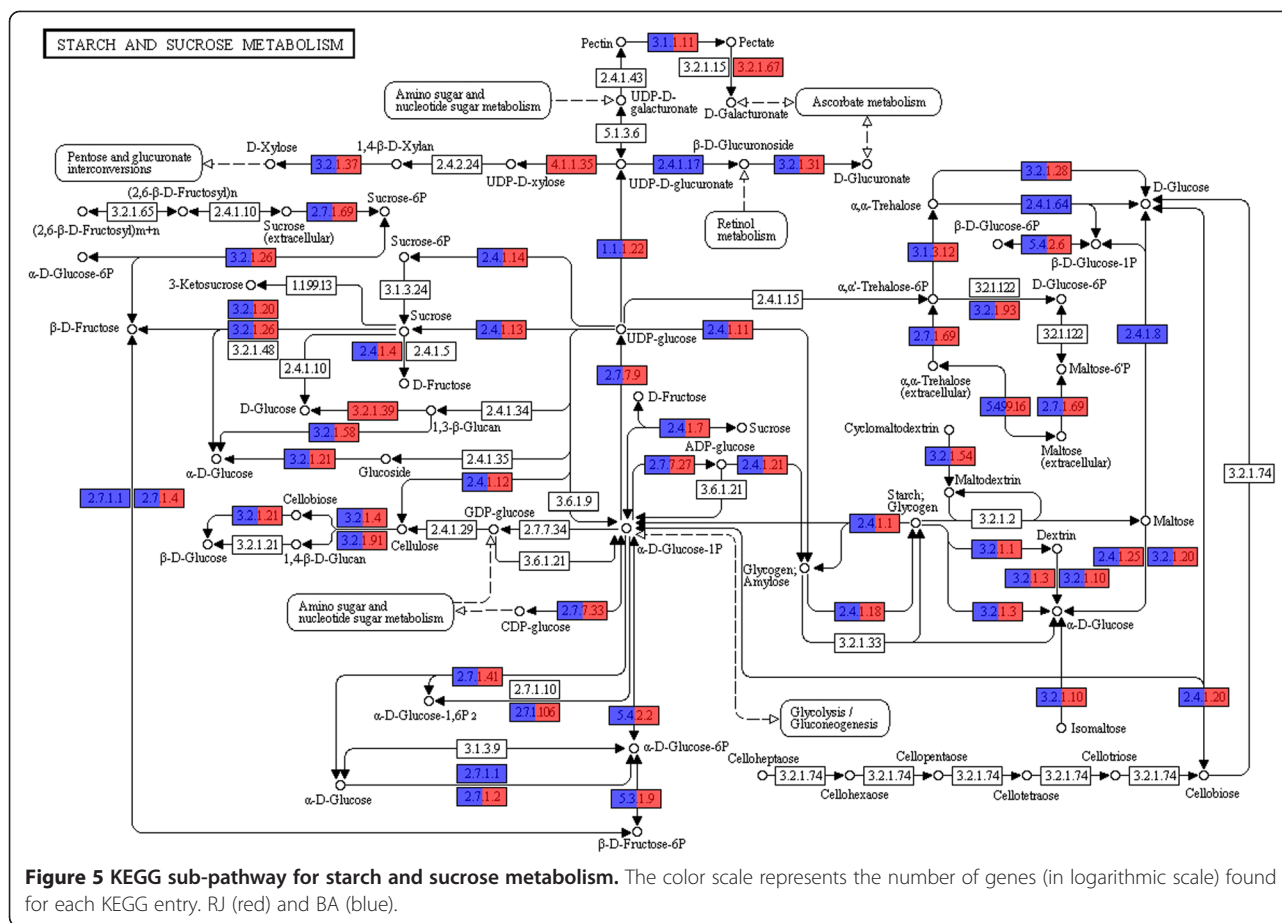 STARCH AND SUCROSE METABOLISM
Pectin
3.1.1.11
Pectate
2.4.1.43
3.2.1.15
3.2.1.67
Amino sugar and
nucleotide sugar metabolism
UDP-D-
galacturonate
D-Galacturonate
Ascorbate metabolism
5.1.3.6
Pentose and glucuronate
interconversions
D-Xylose
3.2.1.37
1,4-β-D-Xylan
2.4.2.24
UDP-D-xylose
4.1.1.35
2.4.1.17
UDP-D-glucuronate
β-D-Glucuronoside
3.2.1.31
D-Glucuronate
Retinol
metabolism
3.2.1.28
D-Glucose
α,α-Trehalose
2.4.1.64
β-D-Glucose-6P
5.4.2.6
β-D-Glucose-1P
(2,6-β-D-Fructosyl)n
3.2.1.65
2.4.1.10
(2,6-β-D-Fructosyl)m+n
Sucrose
(extracellular)
2.7.1.69
Sucrose-6P
1.1.1.22
3.1.3.12
α-D-Glucose-6P
3.2.1.26
Sucrose-6P
2.4.1.14
3-Ketosucrose
1.1.99.13
3.1.3.24
2.4.1.15
α,α'-Trehalose-6P
3.2.1.122
3.2.1.93
D-Glucose-6P
β-D-Fructose
3.2.1.20
3.2.1.26
3.2.1.48
Sucrose
2.4.1.13
UDP-glucose
2.4.1.11
2.7.1.69
3.2.1.122
2.4.1.8
2.4.1.10
2.4.1.4
2.4.1.5
D-Fructose
2.7.7.9
α,α-Trehalose
(extracellular)
Maltose-6'P
D-Fructose
D-Glucose
3.2.1.39
1,3-β-Glucan
2.4.1.34
5.4.99.16
2.7.1.69
3.2.1.58
2.4.1.7
Sucrose
Cyclomaltodextrin
Maltose
(extracellular)
α-D-Glucose
3.2.1.21
Glucoside
2.4.1.35
ADP-glucose
2.7.7.27
2.4.1.21
3.2.1.54
3.2.1.74
2.7.1.1
2.7.1.4
2.4.1.12
3.6.1.9
3.6.1.21
Maltodextrin
Cellobiose
3.2.1.21
3.2.1.4
3.2.1.91
GDP-glucose
2.4.1.29
2.7.7.34
Starch;
Glycogen
3.2.1.2
Maltose
β-D-Glucose
3.2.1.21
1,4-β-D-Glucan
Cellulose
α-D-Glucose-1P
2.4.1.1
3.6.1.21
3.2.1.1
Dextrin
2.4.1.25
3.2.1.20
Glycogen;
Amylose
3.2.1.3
3.2.1.10
Amino sugar and
nucleotide sugar metabolism
CDP-glucose
2.7.7.33
2.4.1.18
3.2.1.3
α-D-Glucose
3.2.1.33
2.7.1.41
2.7.1.10
α-D-Glucose-1,6P2
2.7.1.106
5.4.2.2
Glycolysis /
Gluconeogenesis
3.2.1.10
Isomaltose
2.4.1.20
3.1.3.9
α-D-Glucose-6P
2.7.1.1
α-D-Glucose
2.7.1.2
5.3.1.9
β-D-Fructose-6P
Celloheptaose
3.2.1.74
Cellohexaose
3.2.1.74
Cellopentaose
3.2.1.74
Cellotetraose
3.2.1.74
Cellotriose
3.2.1.74
Cellobiose
Figure 5 KEGG sub-pathway for starch and sucrose metabolism. The color scale represents the number of genes (in logarithmic scale) found
for each KEGG entry. RJ (red) and BA (blue).